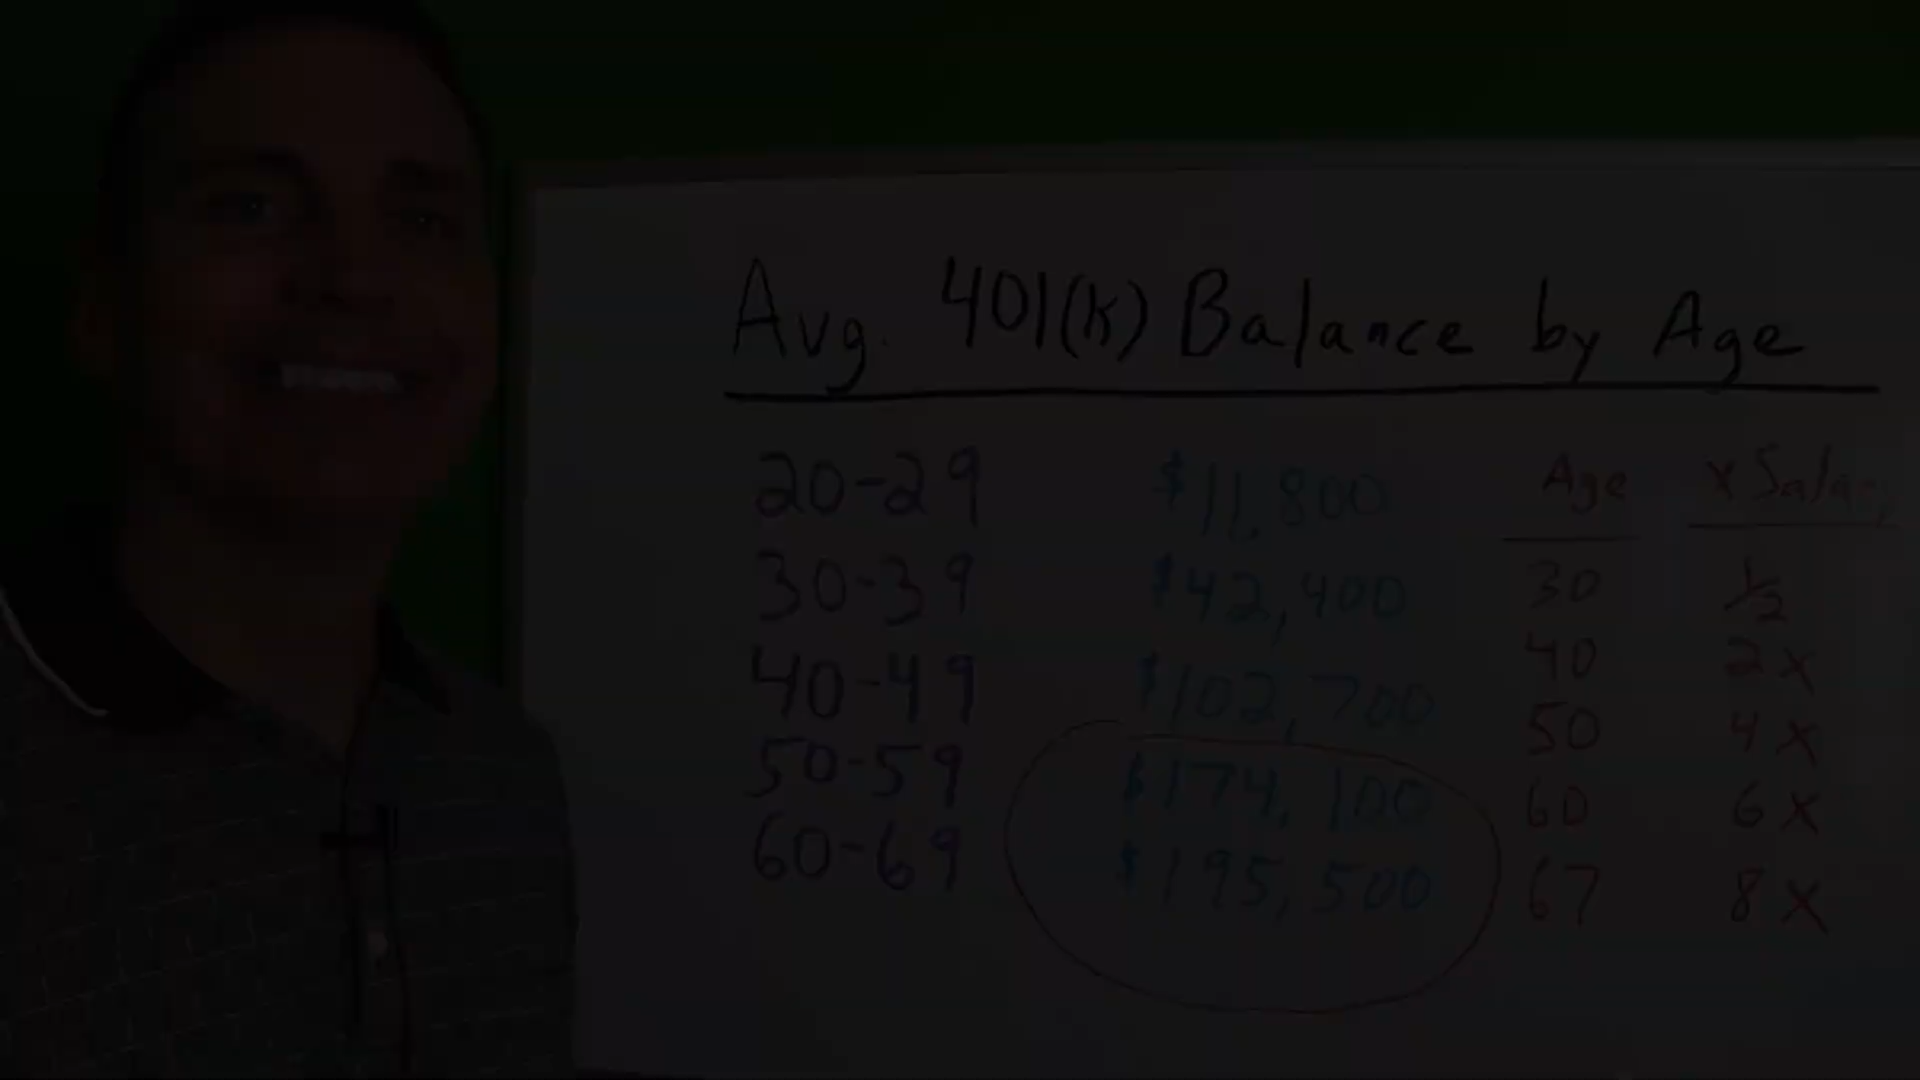 Avg. 401(k) Balance by Age
20-29 $11,800
30-39 $42,400
40-49 $102,700
50-59 $174,100
60-69 $195,500
Age x Salary
30 1/2
40 2x
50 4x
60 6x
67 8x